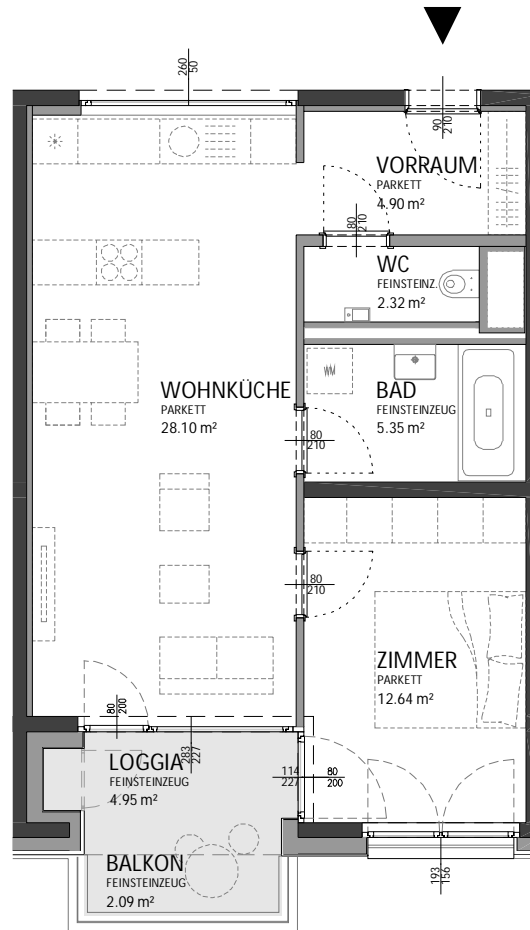 260
50
90
210
VORRAUM
PARKETT
4.90 m²
80
210
WC
FEINSTEINZ.
2.32 m²
WM
BAD
FEINSTEINZEUG
5.35 m²
WOHNKÜCHE
PARKETT
28.10 m²
80
210
80
210
ZIMMER
PARKETT
12.64 m²
80
200
283
227
LOGGIA
FEINSTEINZEUG
4.95 m²
114
227
80
200
BALKON
FEINSTEINZEUG
2.09 m²
193
156